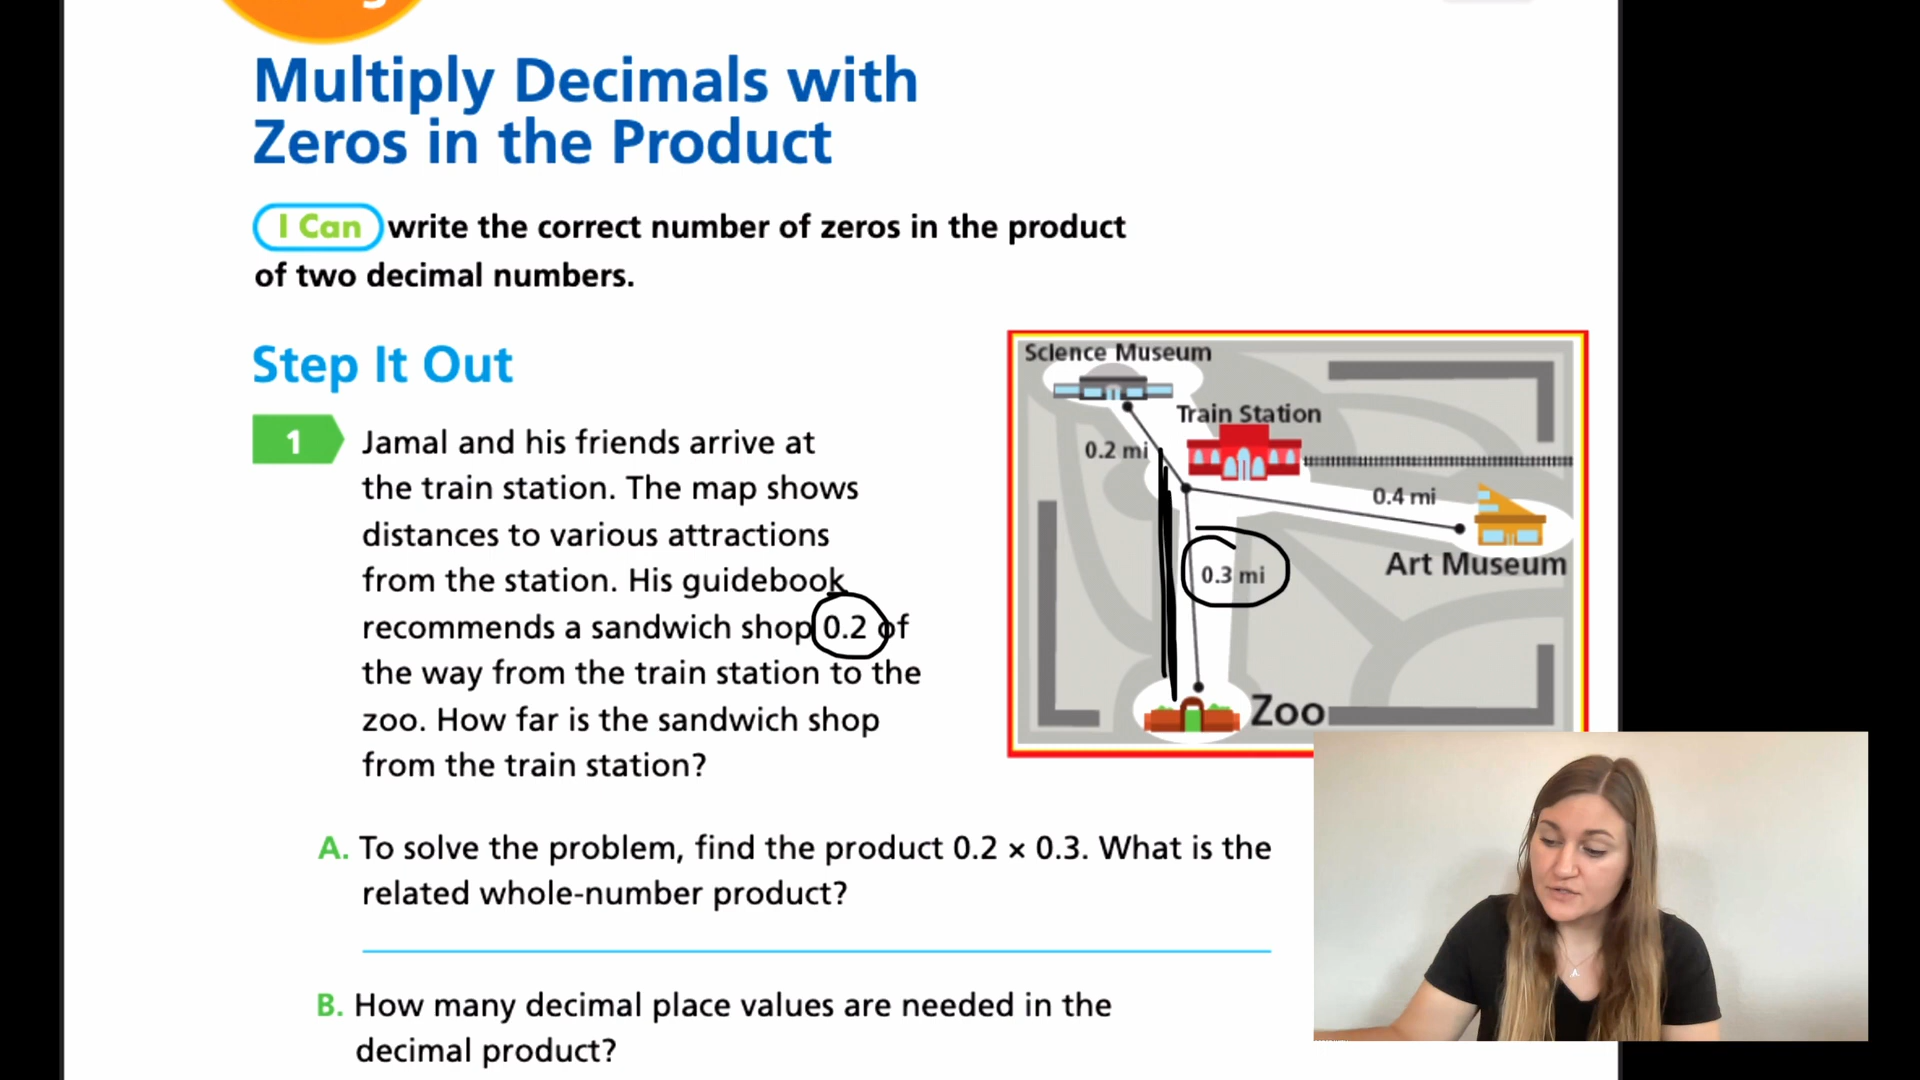 g
Multiply Decimals with
Zeros in the Product
I Can write the correct number of zeros in the product
of two decimal numbers.
Step It Out
1 Jamal and his friends arrive at
the train station. The map shows
distances to various attractions
from the station. His guidebook
recommends a sandwich shop 0.2 of
the way from the train station to the
zoo. How far is the sandwich shop
from the train station?
Science Museum
Train Station
0.2 mi
0.4 mi
Art Museum
0.3 mi
Zoo
A. To solve the problem, find the product 0.2 × 0.3. What is the
related whole-number product?
B. How many decimal place values are needed in the
decimal product?